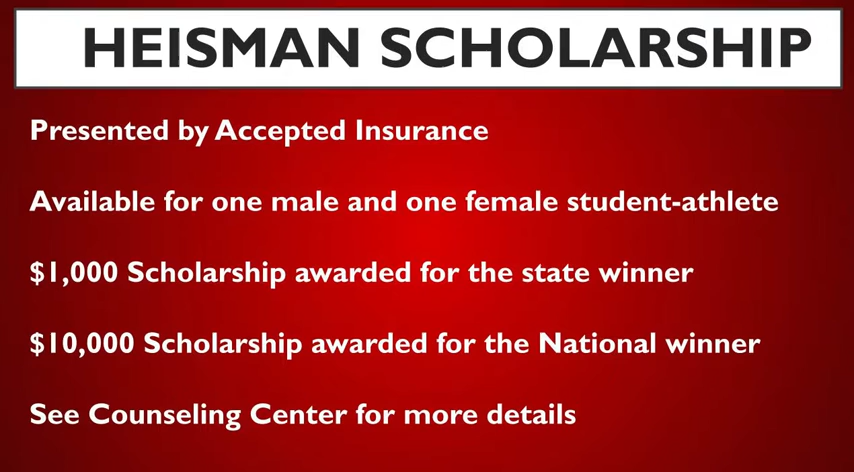 HEISMAN SCHOLARSHIP
Presented by Accepted Insurance
Available for one male and one female student-athlete
$1,000 Scholarship awarded for the state winner
$10,000 Scholarship awarded for the National winner
See Counseling Center for more details